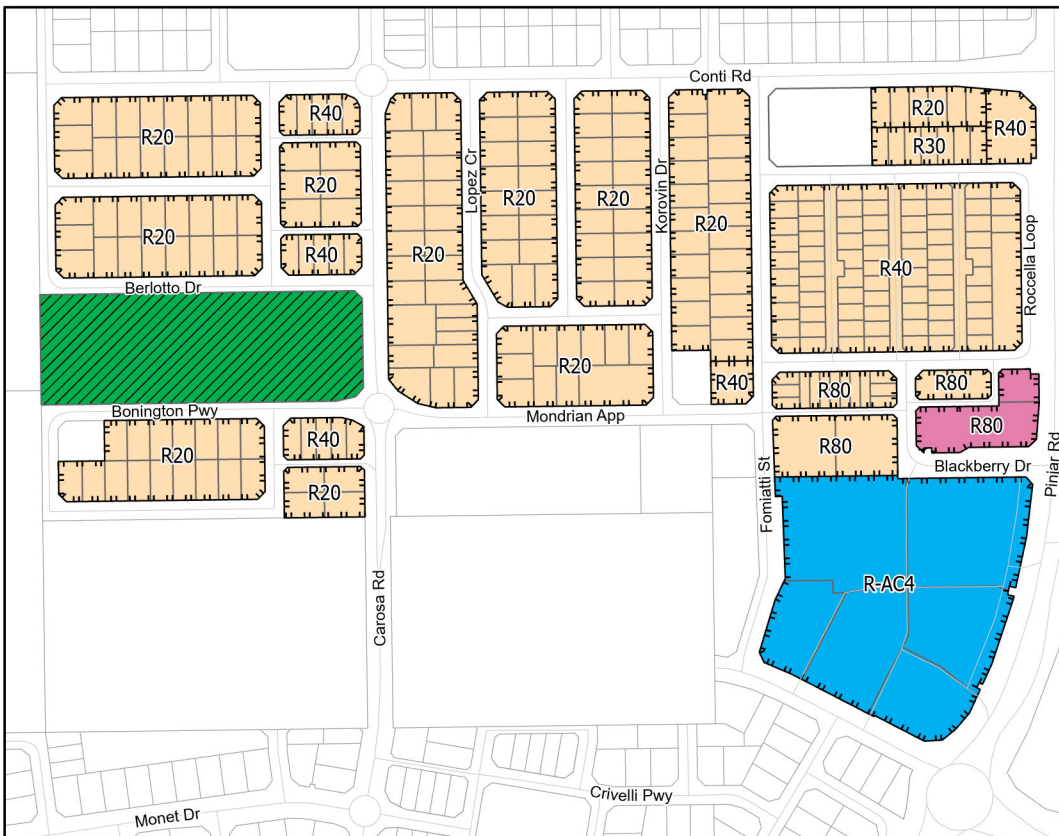 Conti Rd
R20
R40
R20
R40
R30
R20
Lopez Cr
R20
R20
Korovin Dr
R20
R20
R20
R40
R40
Roccella Loop
Berlotto Dr
R20
R40
R80
R80
Bonington Pwy
Mondrian App
R80
R20
R40
R80
Blackberry Dr
Pinjar Rd
R20
Fomiatti St
Carosa Rd
R-AC4
Crivelli Pwy
Monet Dr